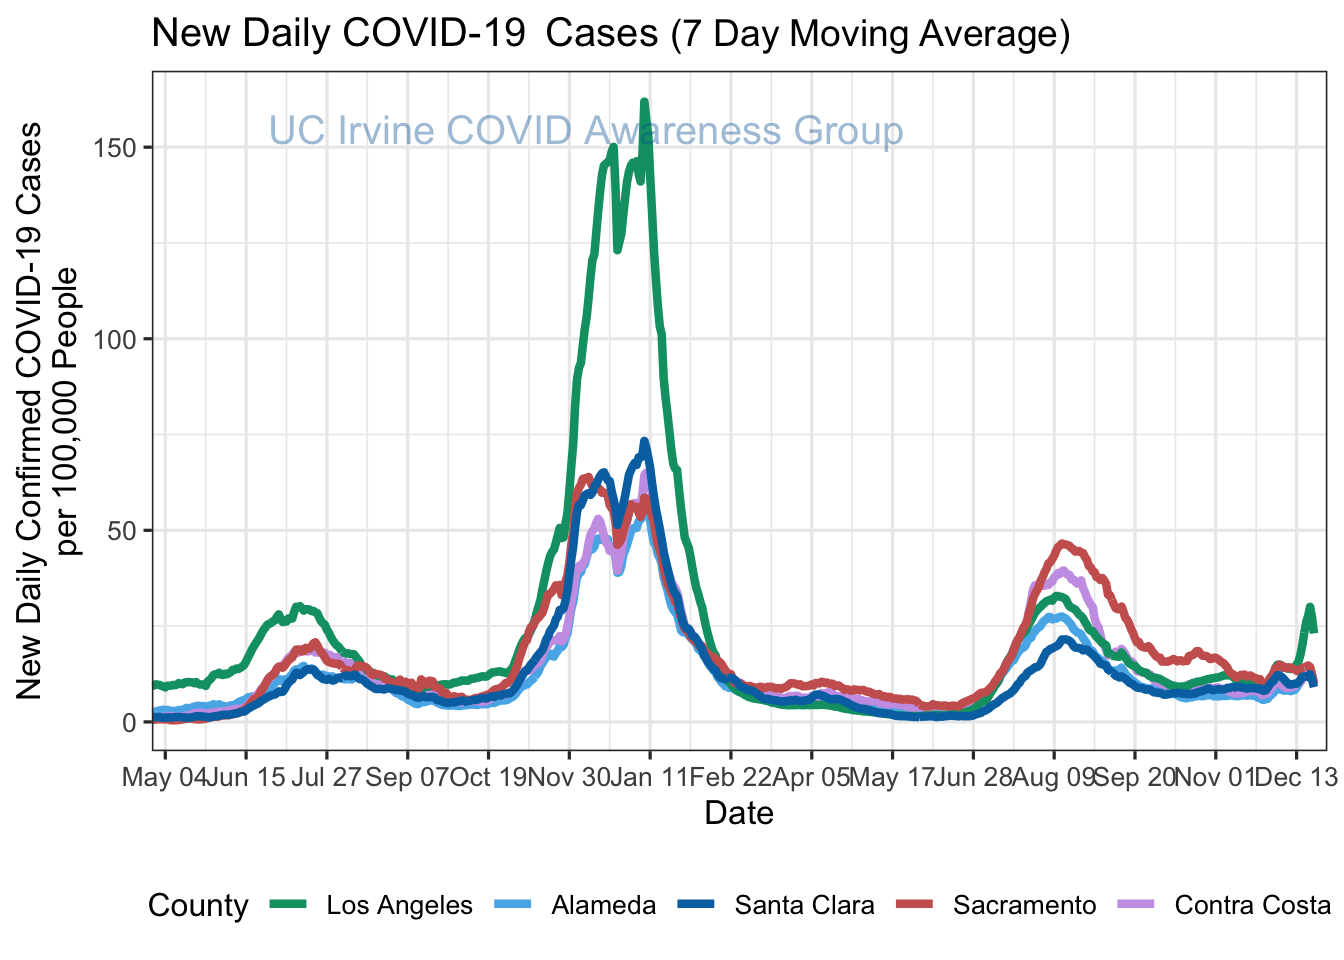 New Daily COVID-19  Cases (7 Day Moving Average)
UC Irvine COVID Awareness Group
New Daily Confirmed COVID-19 Cases
per 100,000 People
150
100
50
0
May 04 Jun 15 Jul 27 Sep 07 Oct 19 Nov 30 Jan 11 Feb 22 Apr 05 May 17 Jun 28 Aug 09 Sep 20 Nov 01 Dec 13
Date
County Los Angeles Alameda Santa Clara Sacramento Contra Costa